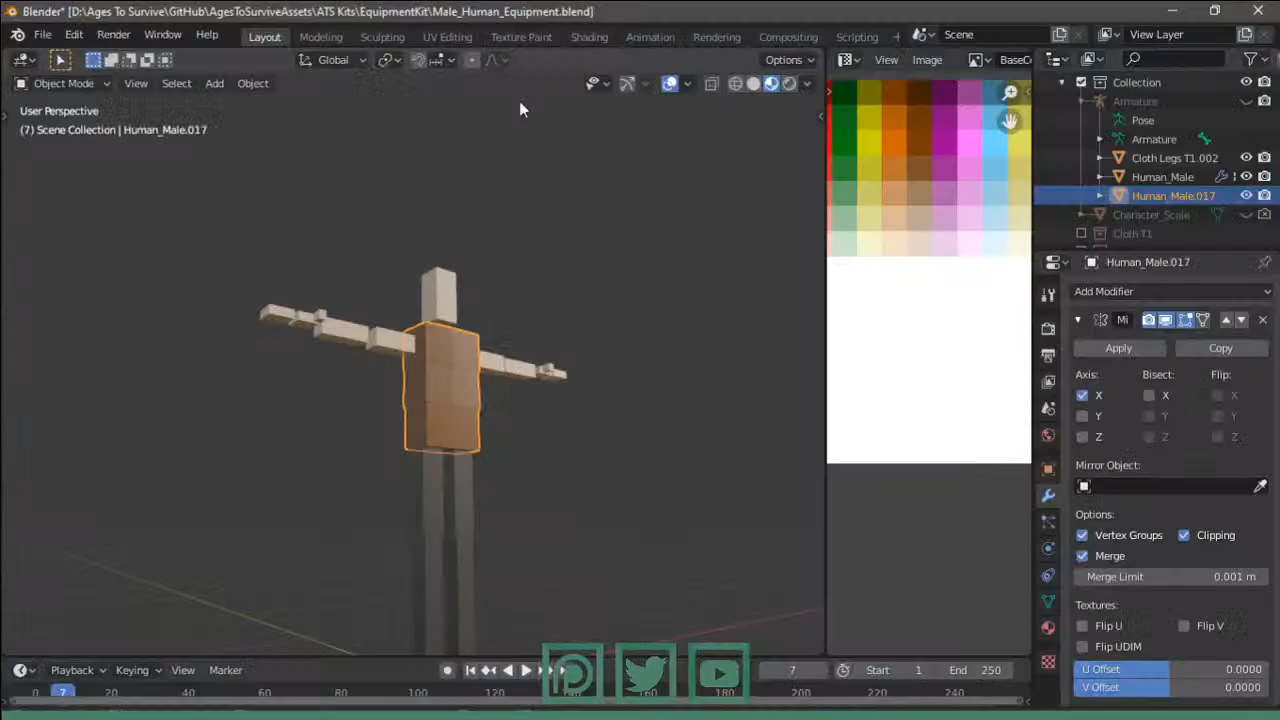 Blender* [D:\Ages To Survive\GitHub\AgesToSurviveAssets\ATS Kits\EquipmentKit\Male_Human_Equipment.blend]
File Edit Render Window Help Layout Modeling Sculpting UV Editing Texture Paint Shading Animation Rendering Compositing Scripting + Scene View Layer
Global Options View Image BaseC
Object Mode View Select Add Object
User Perspective
(7) Scene Collection | Human_Male.017
Collection
Armature
Pose
Armature
Cloth Legs T1.002
Human_Male
Human_Male.017
Character_Scale
Cloth T1
Human_Male.017
Add Modifier
Mi
Apply Copy
Axis: Bisect: Flip:
X X X
Y Y Y
Z Z Z
Mirror Object:
Options:
Vertex Groups Clipping
Merge
Merge Limit 0.001 m
Textures:
Flip U Flip V
Flip UDIM
U Offset 0.0000
V Offset 0.0000
Playback Keying View Marker 7 Start 1 End 250
0 7 40 60 80 100 120 160 180 200 220 240